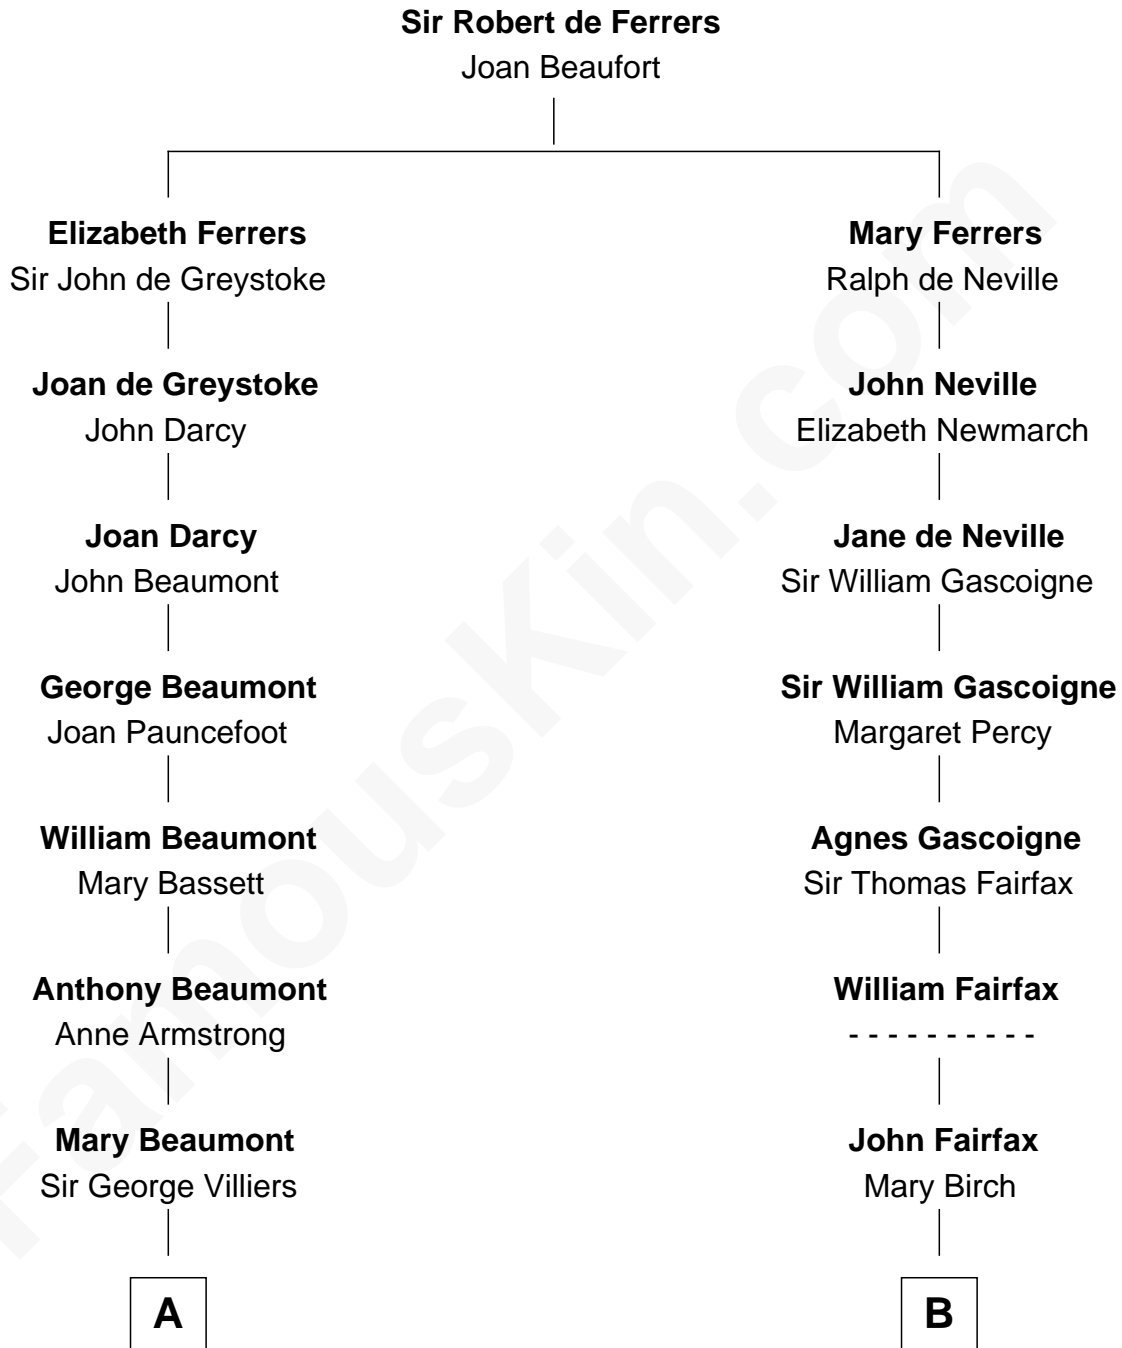 Sir Robert de Ferrers
Joan Beaufort
Elizabeth Ferrers
Sir John de Greystoke
Mary Ferrers
Ralph de Neville
Joan de Greystoke
John Darcy
John Neville
Elizabeth Newmarch
Joan Darcy
John Beaumont
Jane de Neville
Sir William Gascoigne
George Beaumont
Joan Pauncefoot
Sir William Gascoigne
Margaret Percy
William Beaumont
Mary Bassett
Agnes Gascoigne
Sir Thomas Fairfax
Anthony Beaumont
Anne Armstrong
William Fairfax
- - - - - - - - - -
Mary Beaumont
Sir George Villiers
John Fairfax
Mary Birch
A
B
FamousKin.com